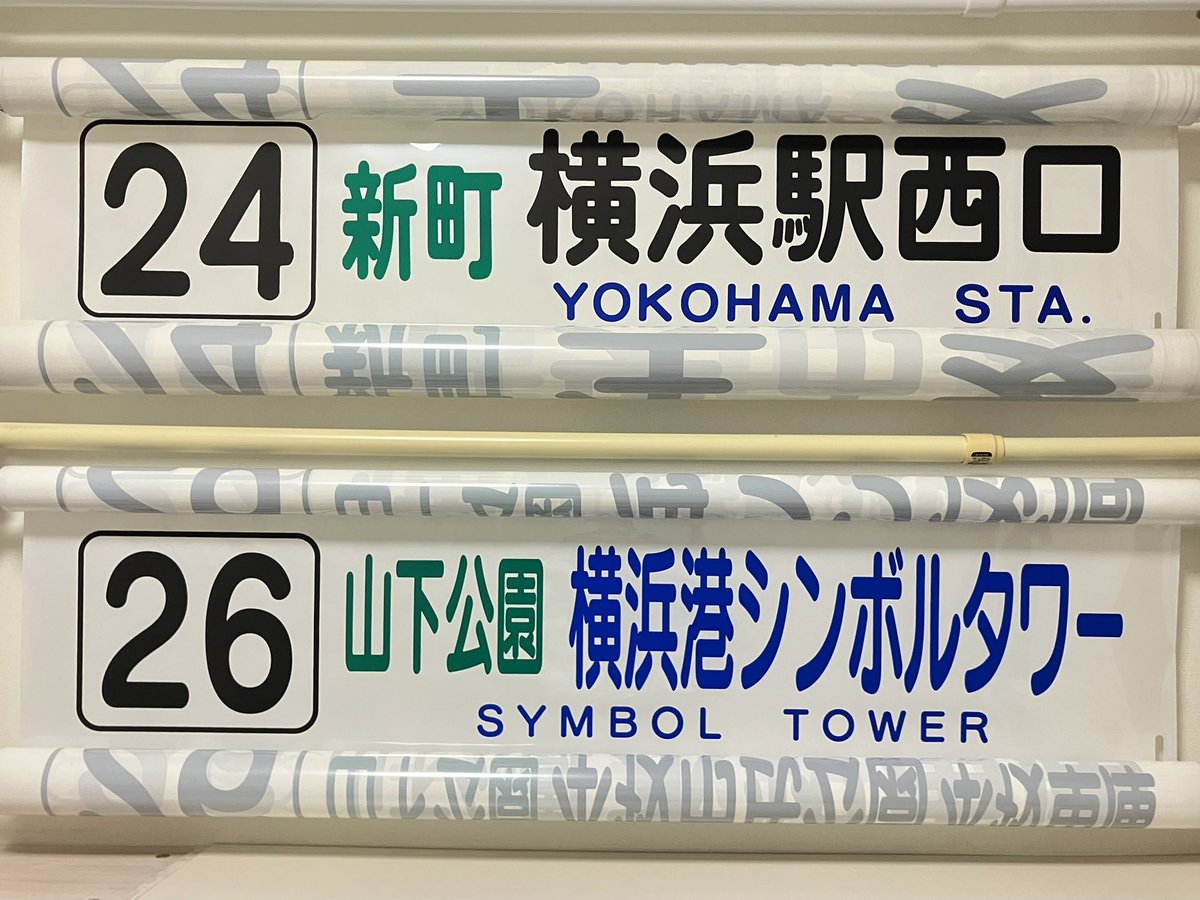 24 新町 横浜駅西口
YOKOHAMA STA.
26 山下公園 横浜港シンボルタワー
SYMBOL TOWER